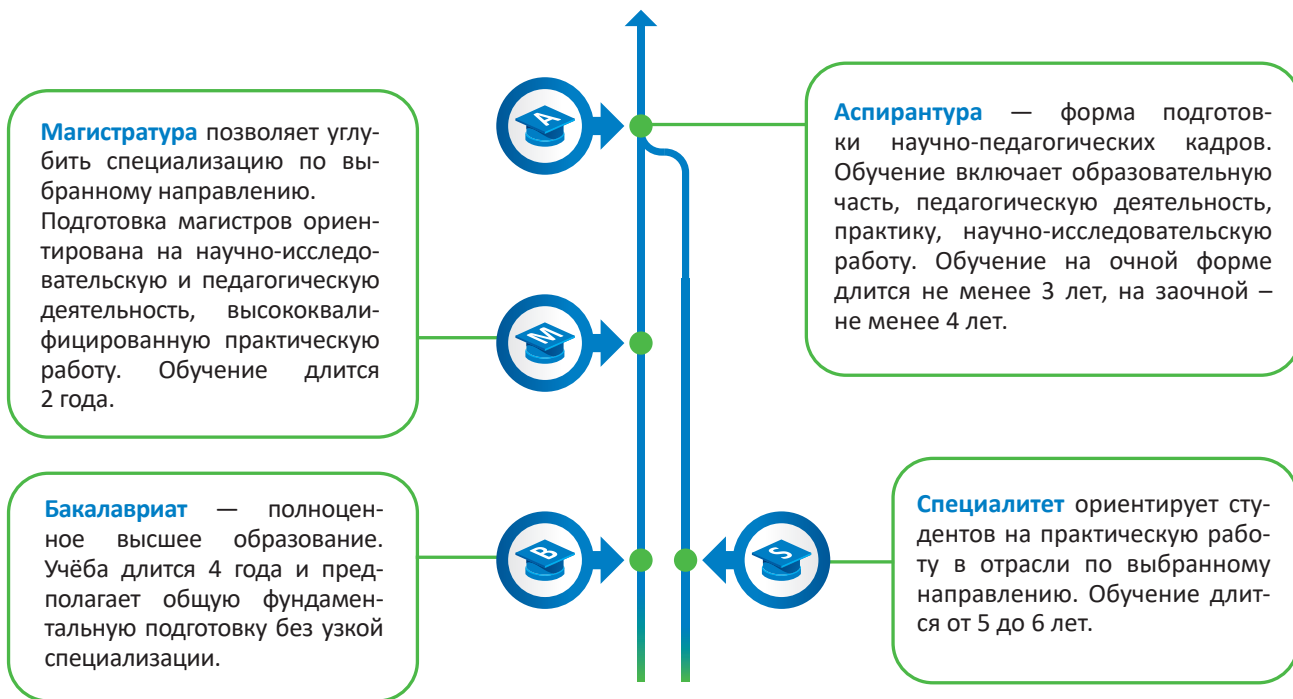 Магистратура позволяет углу-
бить специализацию по вы-
бранному направлению.
Подготовка магистров ориен-
тирована на научно-исследо-
вательскую и педагогическую
деятельность, высококвали-
фицированную практическую
работу. Обучение длится
2 года.
A
Аспирантура — форма подготов-
ки научно-педагогических кадров.
Обучение включает образовательную
часть, педагогическую деятельность,
практику, научно-исследовательскую
работу. Обучение на очной форме
длится не менее 3 лет, на заочной –
не менее 4 лет.
M
Бакалавриат — полноцен-
ное высшее образование.
Учёба длится 4 года и пред-
полагает общую фундамен-
тальную подготовку без узкой
специализации.
B
S
Специалитет ориентирует сту-
дентов на практическую рабо-
ту в отрасли по выбранному
направлению. Обучение длит-
ся от 5 до 6 лет.